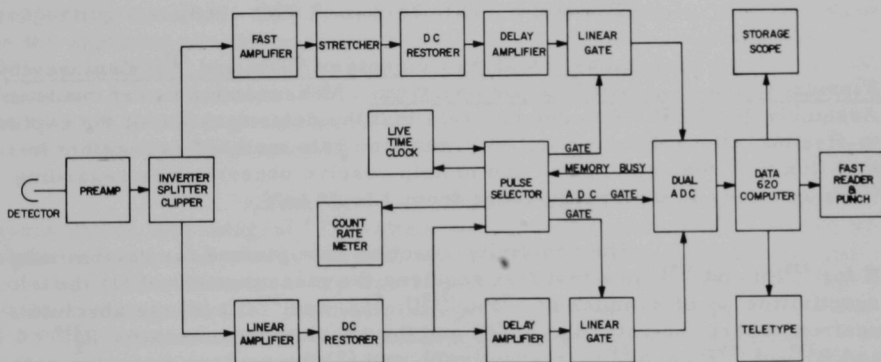 FAST
AMPLIFIER
STRETCHER
D C
RESTORER
DELAY
AMPLIFIER
LINEAR
GATE
STORAGE
SCOPE
LIVE
TIME
CLOCK
GATE
MEMORY BUSY
PULSE
SELECTOR
A D C GATE
GATE
DUAL
A D C
DATA
620
COMPUTER
FAST
READER
&
PUNCH
DETECTOR
PREAMP
INVERTER
SPLITTER
CLIPPER
COUNT
RATE
METER
LINEAR
AMPLIFIER
DC
RESTORER
DELAY
AMPLIFIER
LINEAR
GATE
TELETYPE